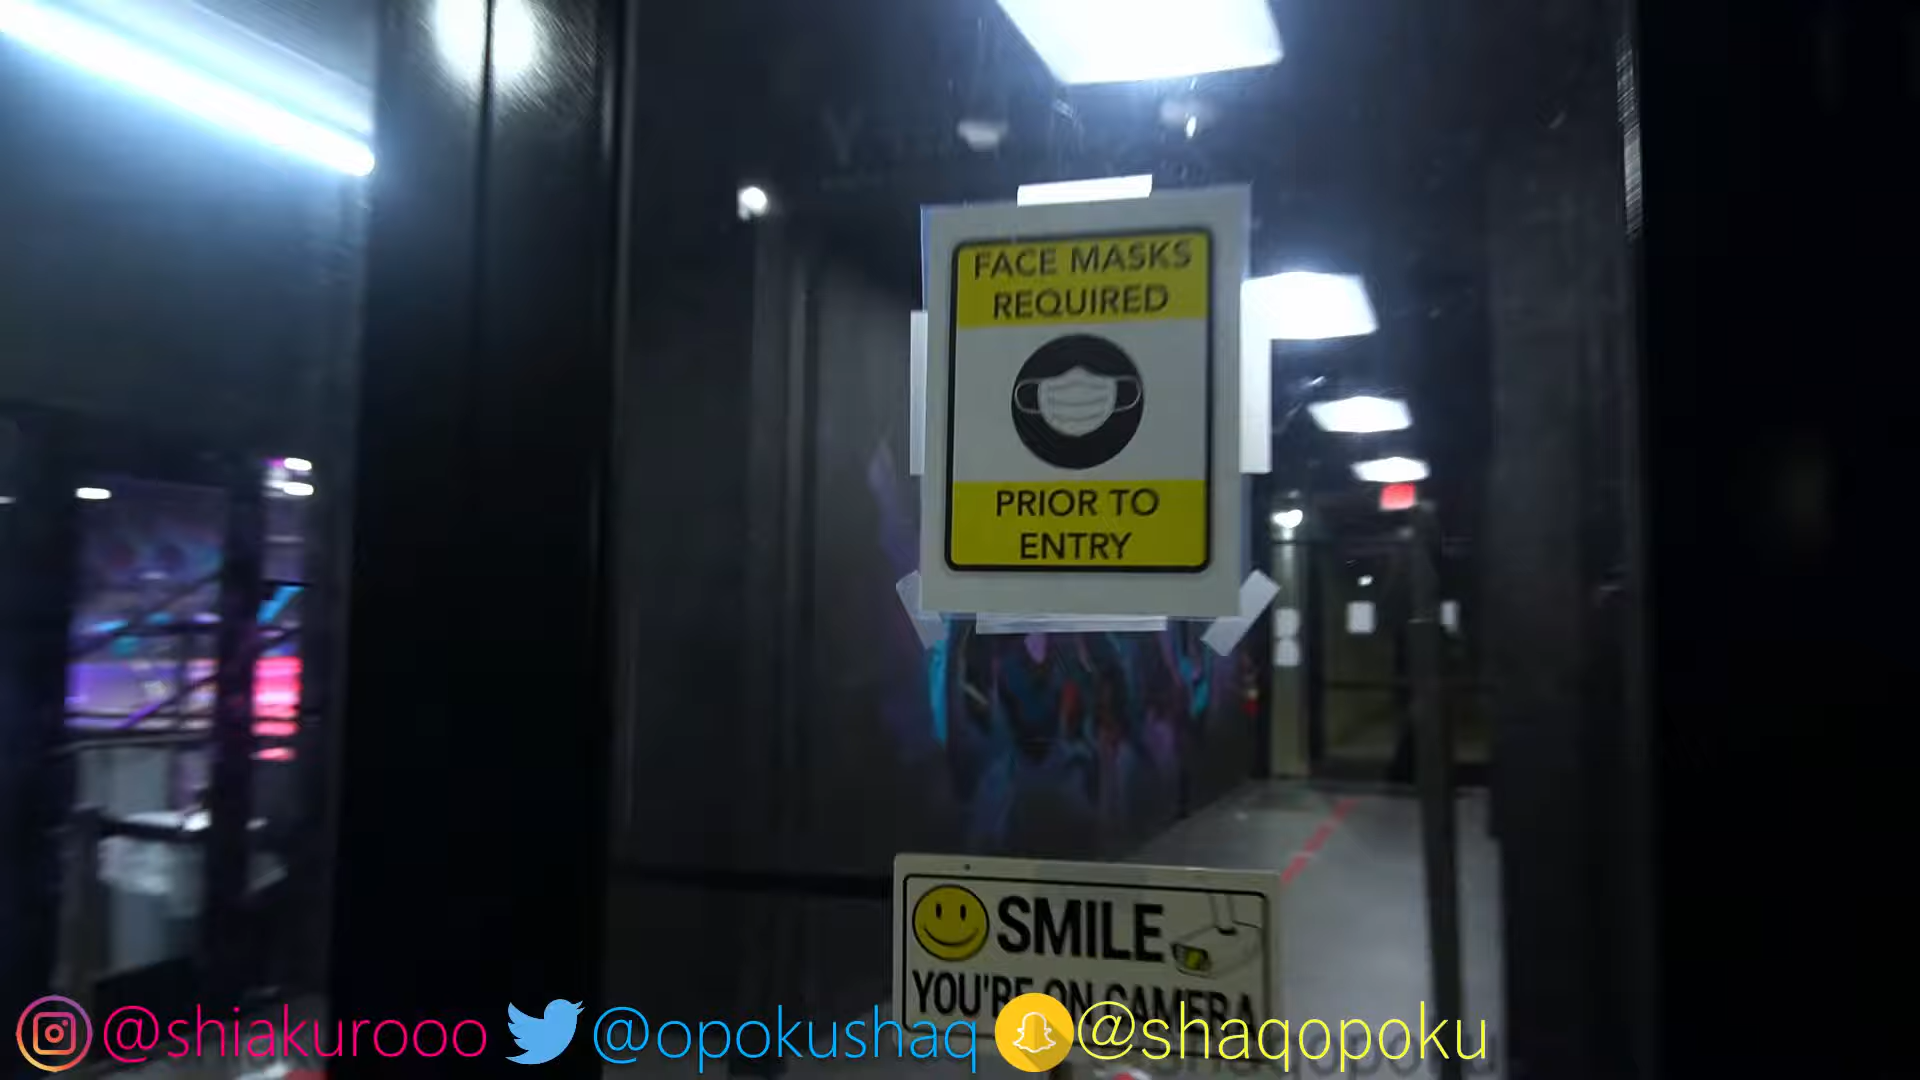 FACE MASKS
REQUIRED
PRIOR TO
ENTRY
SMILE
YOU'RE ON CAMERA
@shiakurooo @opokushaq @shaqopoku